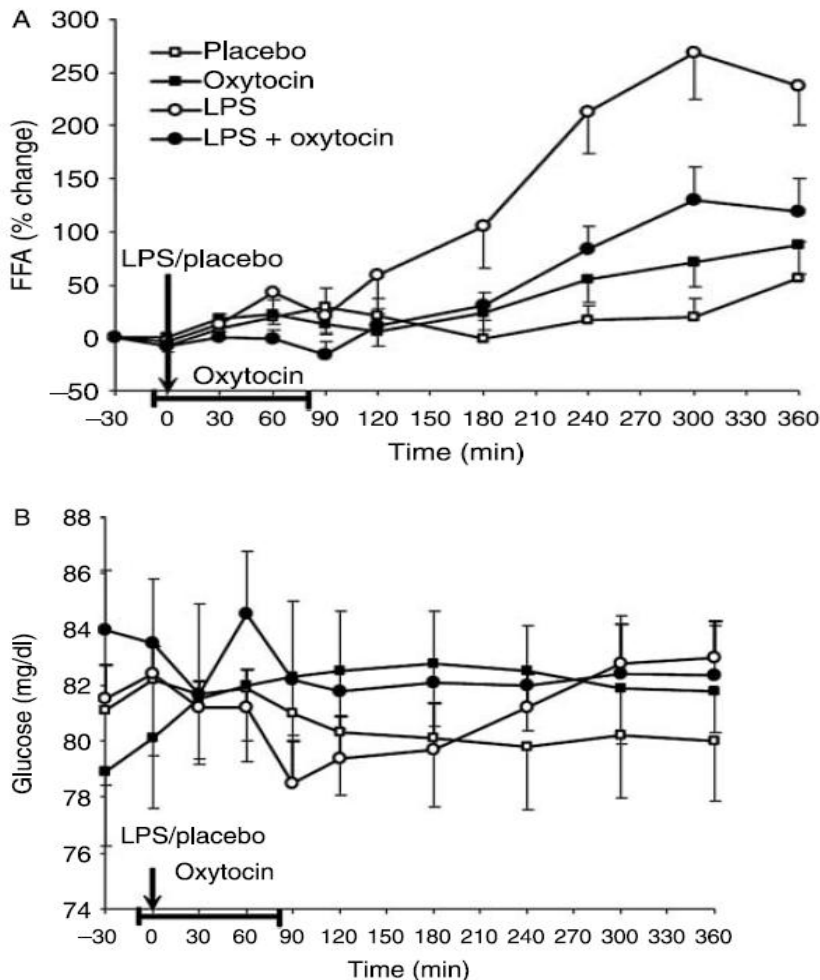 A
300
250
200
150
100
50
0
−50
FFA (% change)
Placebo
Oxytocin
LPS
LPS + oxytocin
LPS/placebo
Oxytocin
−30 0 30 60 90 120 150 180 210 240 270 300 330 360
Time (min)
B
88
86
84
82
80
78
76
74
Glucose (mg/dl)
LPS/placebo
Oxytocin
−30 0 30 60 90 120 150 180 210 240 270 300 330 360
Time (min)